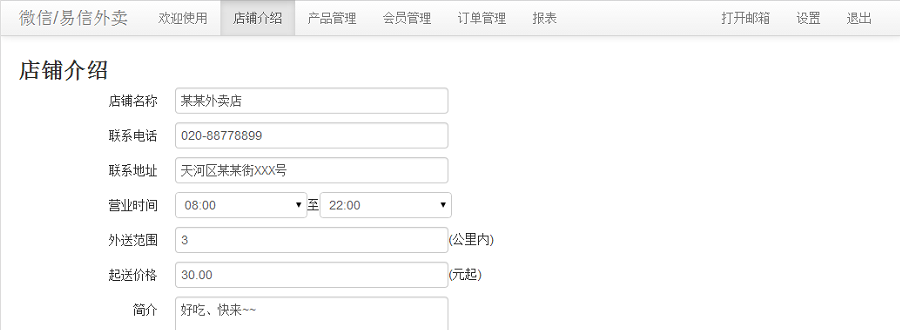 微信/易信外卖 欢迎使用 店铺介绍 产品管理 会员管理 订单管理 报表 打开邮箱 设置 退出
店铺介绍
店铺名称 某某外卖店
联系电话 020-88778899
联系地址 天河区某某街XXX号
营业时间 08:00 至 22:00
外送范围 3 (公里内)
起送价格 30.00 (元起)
简介 好吃、快来~~